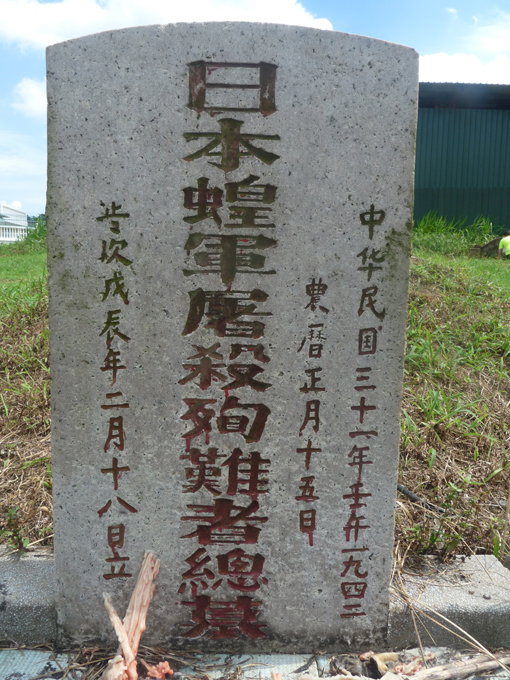 中华民国三十一年壬午一九四二
農暦正月十五日
日本蝗軍屠殺殉難者總墓
岁次戊辰年二月十八日立